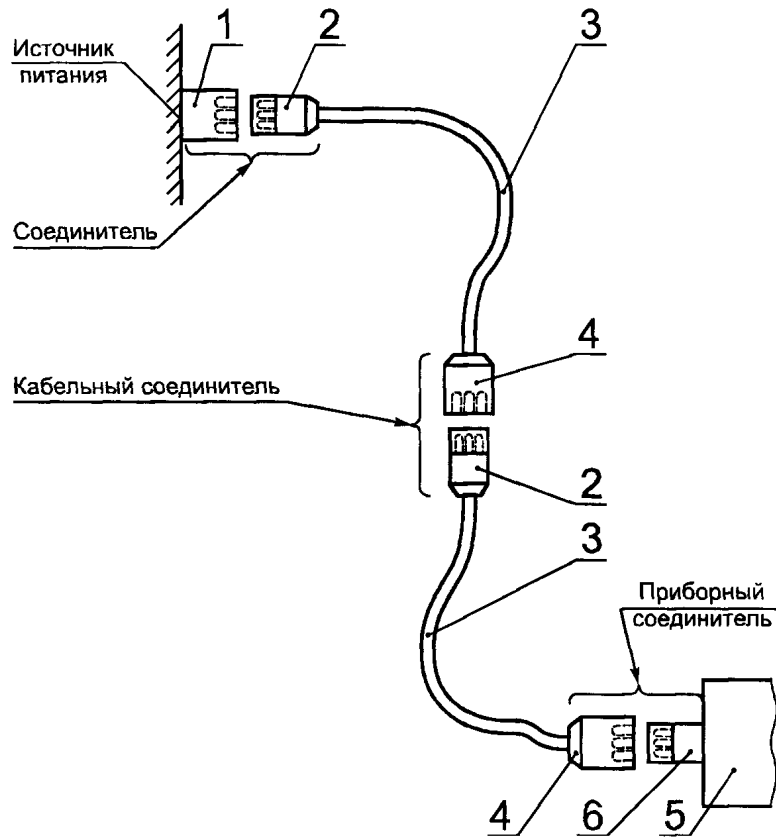 1
2
3
Источник
питания
Соединитель
4
Кабельный соединитель
2
3
Приборный
соединитель
4
6
5